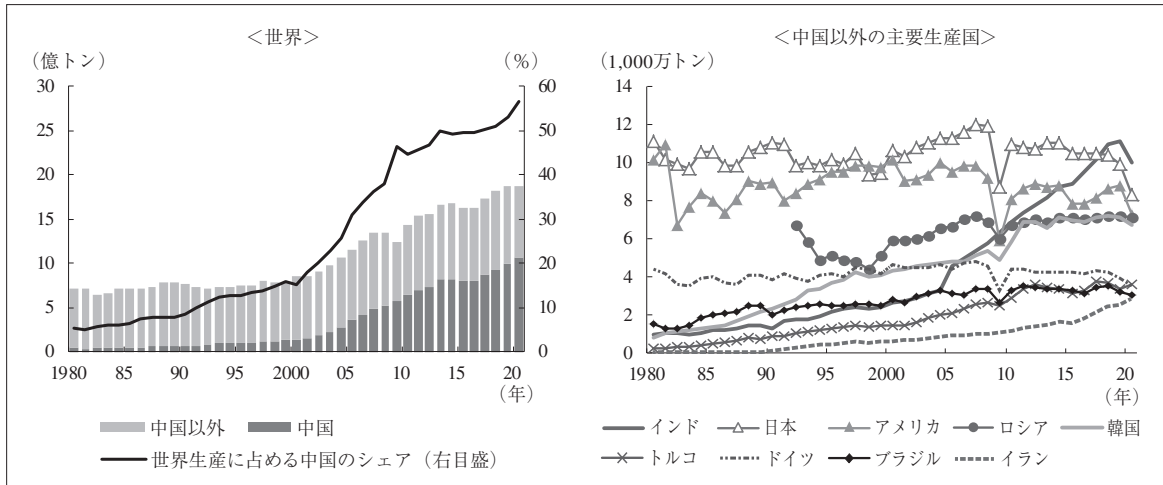 ＜世界＞
（億トン）
（%）
30
25
20
15
10
5
0
60
50
40
30
20
10
0
1980 85 90 95 2000 05 10 15 20
（年）
中国以外 中国
世界生産に占める中国のシェア（右目盛）
＜中国以外の主要生産国＞
（1,000万トン）
14
12
10
8
6
4
2
0
1980 85 90 95 2000 05 10 15 20
（年）
インド 日本 アメリカ ロシア 韓国
トルコ ドイツ ブラジル イラン